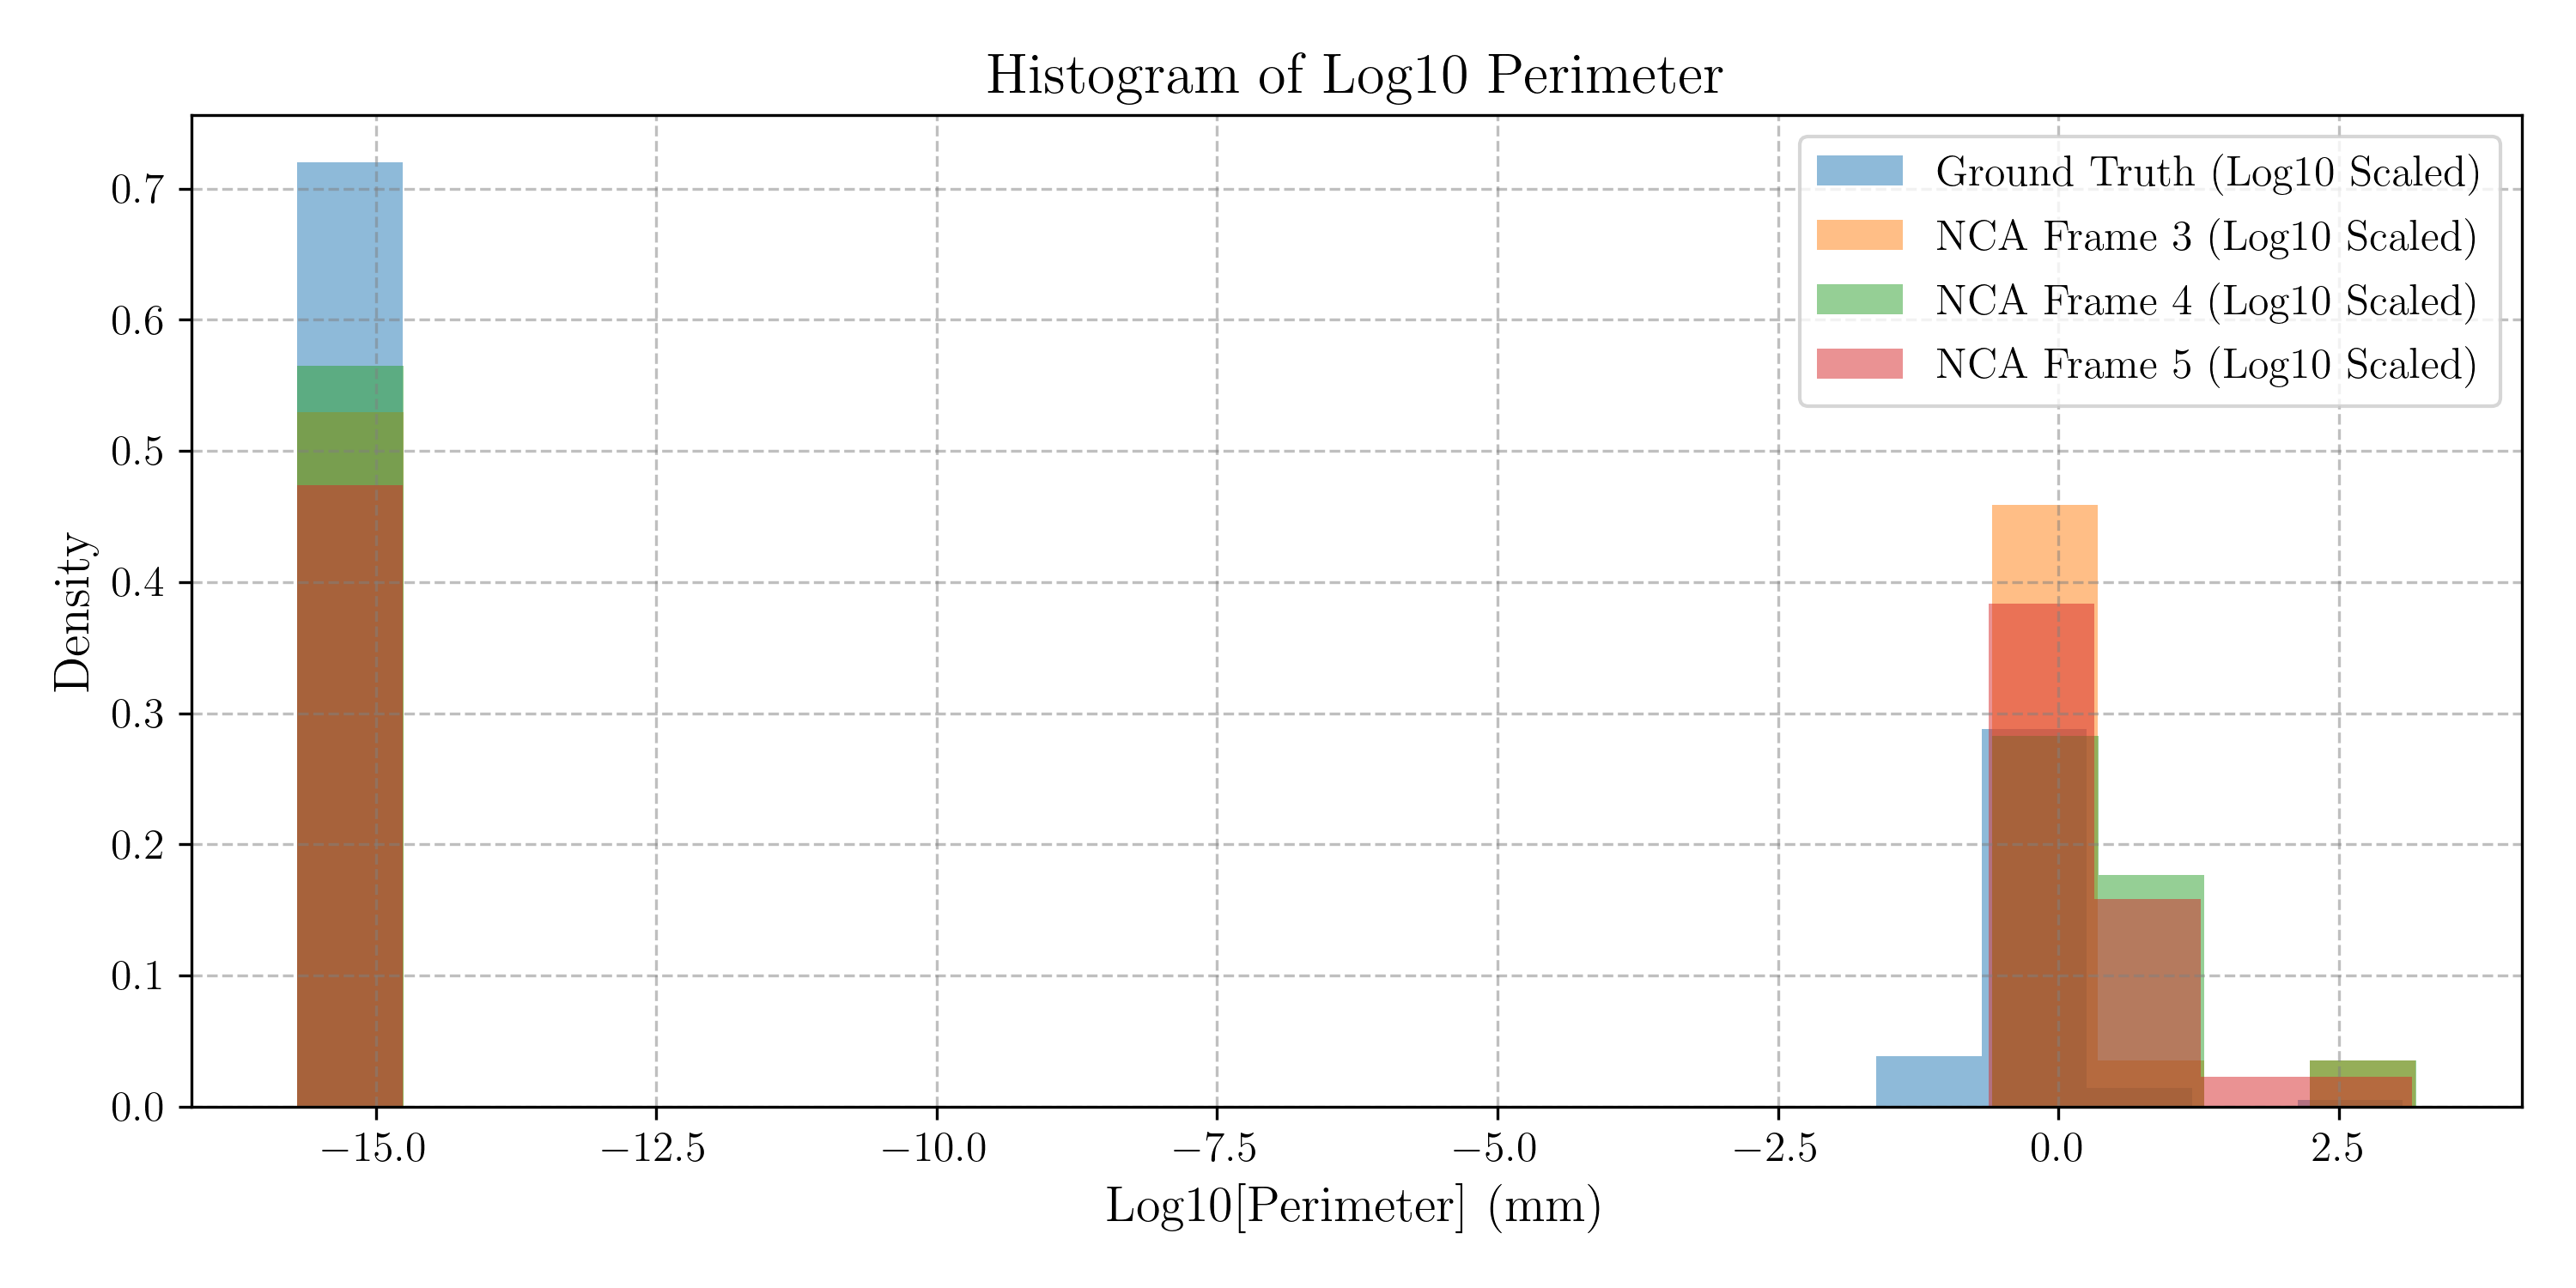 Histogram of Log10 Perimeter
Ground Truth (Log10 Scaled)
NCA Frame 3 (Log10 Scaled)
NCA Frame 4 (Log10 Scaled)
NCA Frame 5 (Log10 Scaled)
Density
0.7
0.6
0.5
0.4
0.3
0.2
0.1
0.0
−15.0 −12.5 −10.0 −7.5 −5.0 −2.5 0.0 2.5
Log10[Perimeter] (mm)